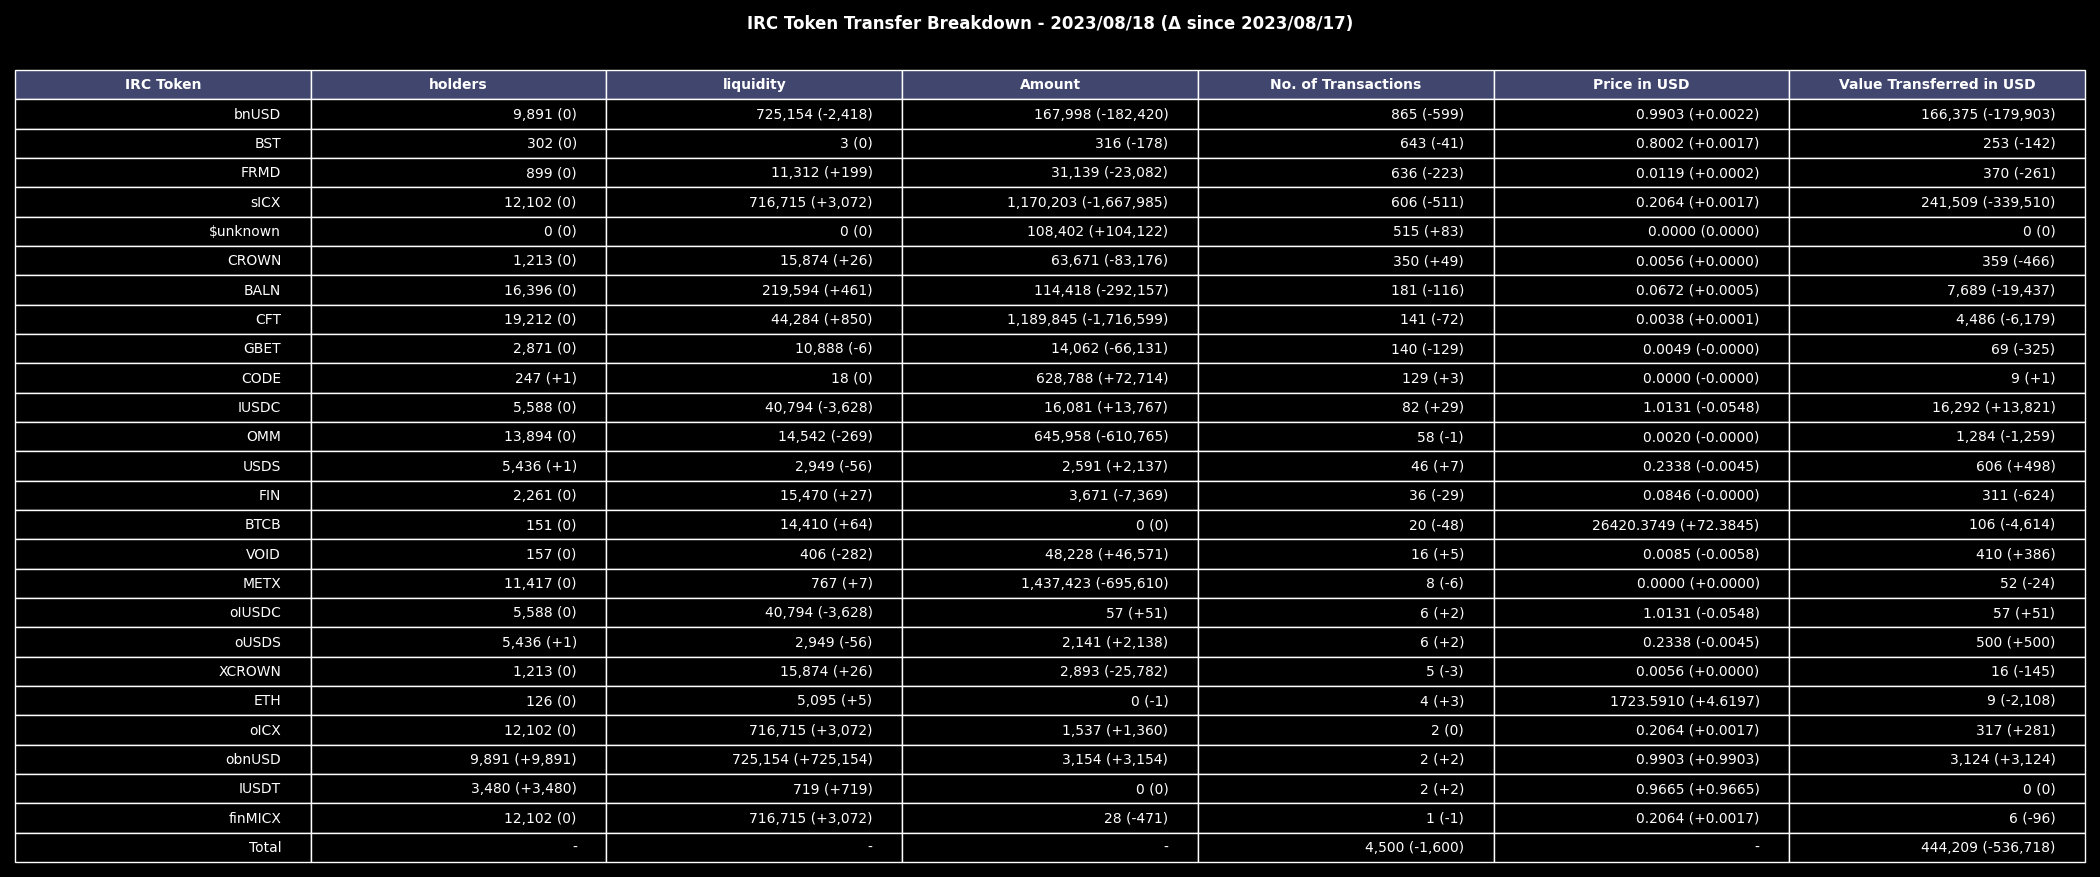 IRC Token Transfer Breakdown - 2023/08/18 (Δ since 2023/08/17)
IRC Token holders liquidity Amount No. of Transactions Price in USD Value Transferred in USD
bnUSD 9,891 (0) 725,154 (-2,418) 167,998 (-182,420) 865 (-599) 0.9903 (+0.0022) 166,375 (-179,903)
BST 302 (0) 3 (0) 316 (-178) 643 (-41) 0.8002 (+0.0017) 253 (-142)
FRMD 899 (0) 11,312 (+199) 31,139 (-23,082) 636 (-223) 0.0119 (+0.0002) 370 (-261)
sICX 12,102 (0) 716,715 (+3,072) 1,170,203 (-1,667,985) 606 (-511) 0.2064 (+0.0017) 241,509 (-339,510)
$unknown 0 (0) 0 (0) 108,402 (+104,122) 515 (+83) 0.0000 (0.0000) 0 (0)
CROWN 1,213 (0) 15,874 (+26) 63,671 (-83,176) 350 (+49) 0.0056 (+0.0000) 359 (-466)
BALN 16,396 (0) 219,594 (+461) 114,418 (-292,157) 181 (-116) 0.0672 (+0.0005) 7,689 (-19,437)
CFT 19,212 (0) 44,284 (+850) 1,189,845 (-1,716,599) 141 (-72) 0.0038 (+0.0001) 4,486 (-6,179)
GBET 2,871 (0) 10,888 (-6) 14,062 (-66,131) 140 (-129) 0.0049 (-0.0000) 69 (-325)
CODE 247 (+1) 18 (0) 628,788 (+72,714) 129 (+3) 0.0000 (-0.0000) 9 (+1)
IUSDC 5,588 (0) 40,794 (-3,628) 16,081 (+13,767) 82 (+29) 1.0131 (-0.0548) 16,292 (+13,821)
OMM 13,894 (0) 14,542 (-269) 645,958 (-610,765) 58 (-1) 0.0020 (-0.0000) 1,284 (-1,259)
USDS 5,436 (+1) 2,949 (-56) 2,591 (+2,137) 46 (+7) 0.2338 (-0.0045) 606 (+498)
FIN 2,261 (0) 15,470 (+27) 3,671 (-7,369) 36 (-29) 0.0846 (-0.0000) 311 (-624)
BTCB 151 (0) 14,410 (+64) 0 (0) 20 (-48) 26420.3749 (+72.3845) 106 (-4,614)
VOID 157 (0) 406 (-282) 48,228 (+46,571) 16 (+5) 0.0085 (-0.0058) 410 (+386)
METX 11,417 (0) 767 (+7) 1,437,423 (-695,610) 8 (-6) 0.0000 (+0.0000) 52 (-24)
oIUSDC 5,588 (0) 40,794 (-3,628) 57 (+51) 6 (+2) 1.0131 (-0.0548) 57 (+51)
oUSDS 5,436 (+1) 2,949 (-56) 2,141 (+2,138) 6 (+2) 0.2338 (-0.0045) 500 (+500)
XCROWN 1,213 (0) 15,874 (+26) 2,893 (-25,782) 5 (-3) 0.0056 (+0.0000) 16 (-145)
ETH 126 (0) 5,095 (+5) 0 (-1) 4 (+3) 1723.5910 (+4.6197) 9 (-2,108)
oICX 12,102 (0) 716,715 (+3,072) 1,537 (+1,360) 2 (0) 0.2064 (+0.0017) 317 (+281)
obnUSD 9,891 (+9,891) 725,154 (+725,154) 3,154 (+3,154) 2 (+2) 0.9903 (+0.9903) 3,124 (+3,124)
IUSDT 3,480 (+3,480) 719 (+719) 0 (0) 2 (+2) 0.9665 (+0.9665) 0 (0)
finMICX 12,102 (0) 716,715 (+3,072) 28 (-471) 1 (-1) 0.2064 (+0.0017) 6 (-96)
Total - - - 4,500 (-1,600) - 444,209 (-536,718)